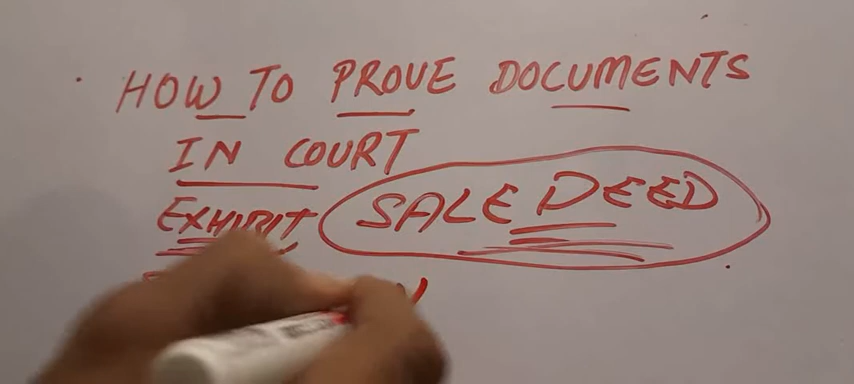 HOW TO PROVE DOCUMENTS
IN COURT
EXHIBIT SALE DEED